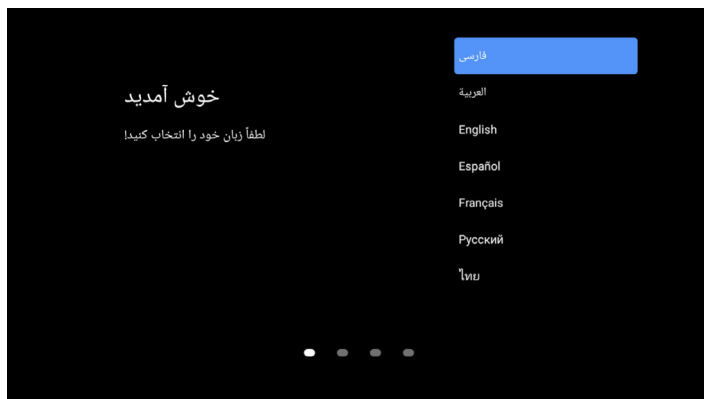 خوش آمدید
لطفاً زبان خود را انتخاب کنید!
فارسی
العربية
English
Español
Français
Русский
ไทย